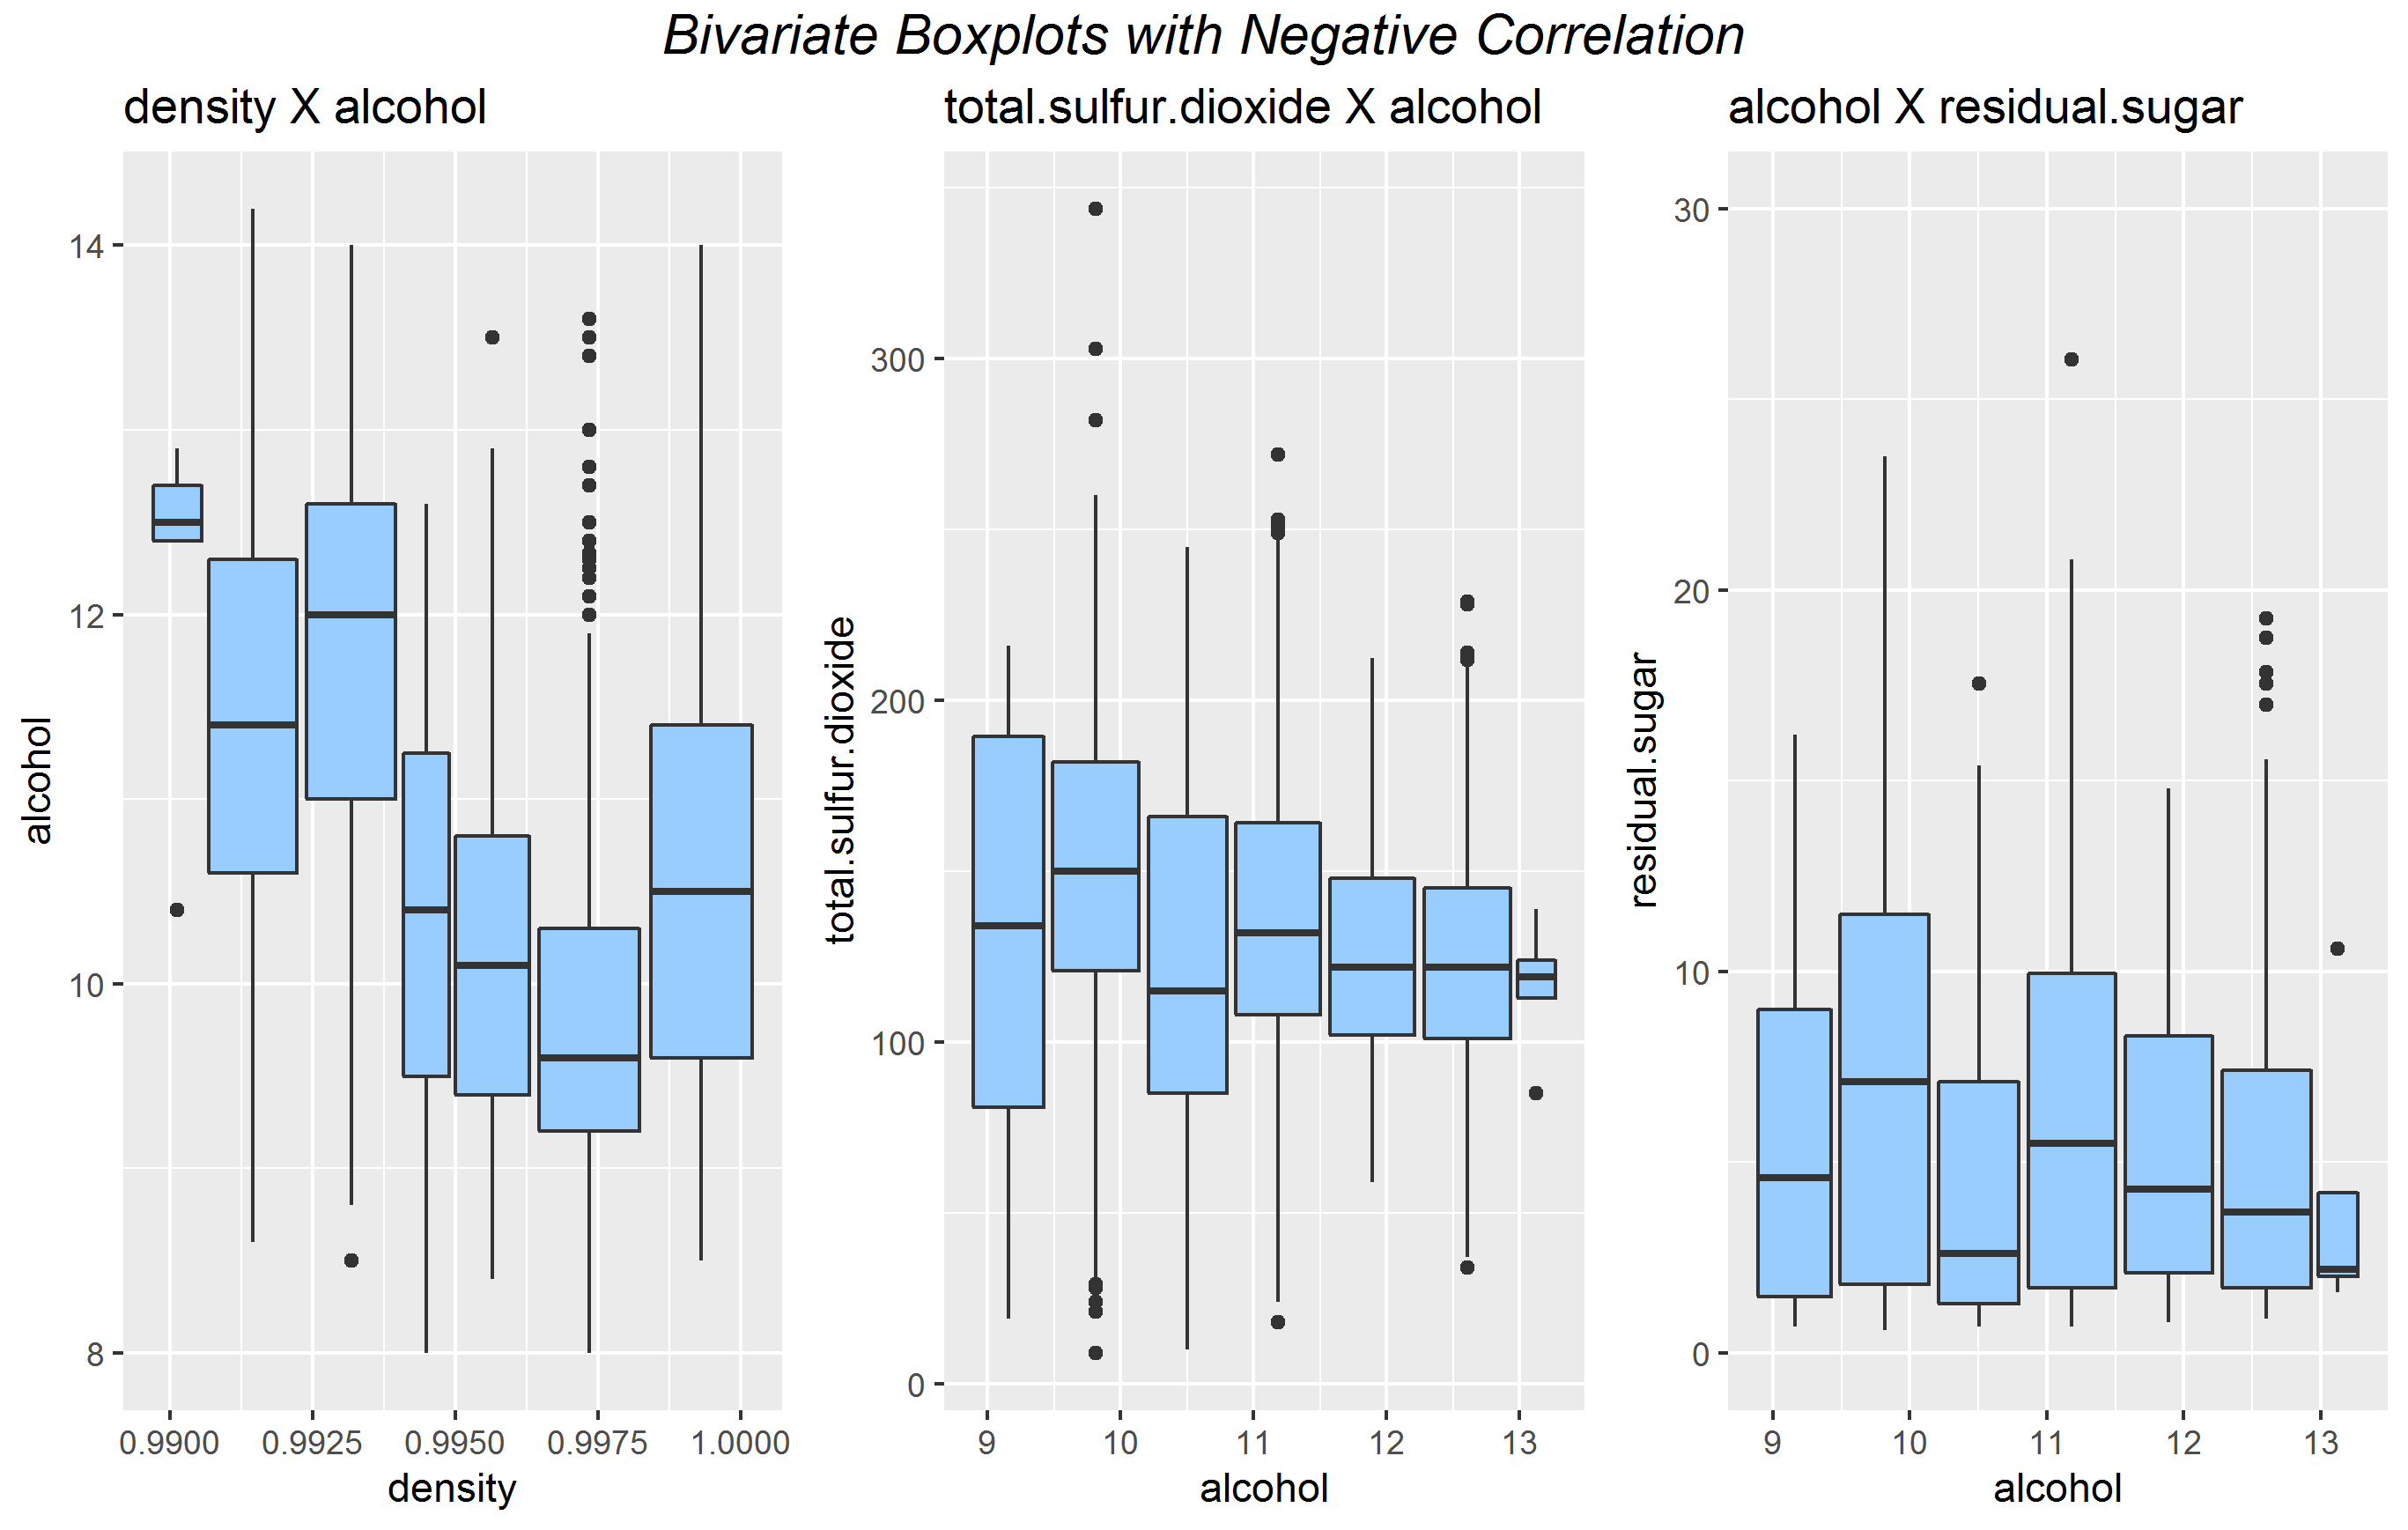 Bivariate Boxplots with Negative Correlation
density X alcohol
14
12
10
8
alcohol
0.9900 0.9925 0.9950 0.9975 1.0000
density
total.sulfur.dioxide X alcohol
300
200
100
0
total.sulfur.dioxide
9 10 11 12 13
alcohol
alcohol X residual.sugar
30
20
10
0
residual.sugar
9 10 11 12 13
alcohol